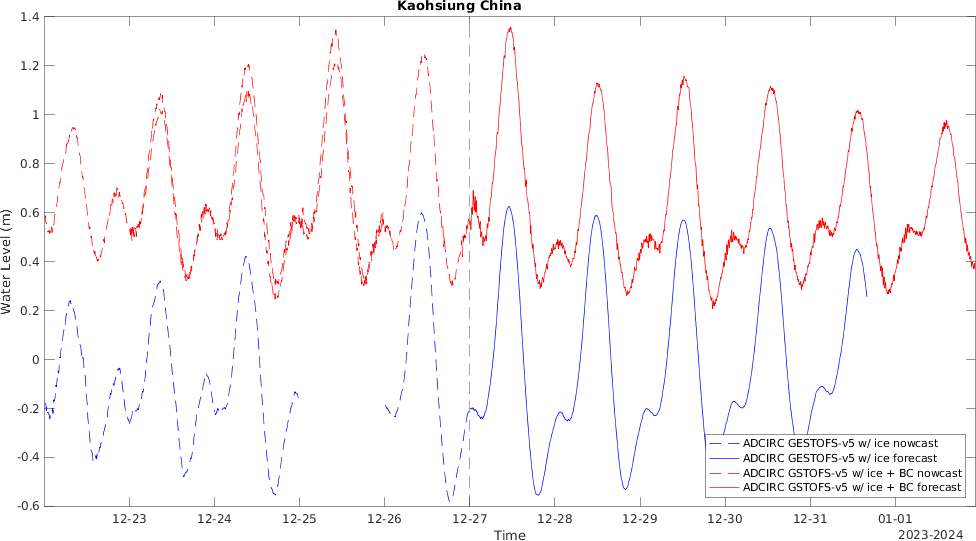 Kaohsiung China
1.4
1.2
1
0.8
0.6
0.4
0.2
0
-0.2
-0.4
-0.6
Water Level (m)
ADCIRC GESTOFS-v5 w/ ice nowcast
ADCIRC GESTOFS-v5 w/ ice forecast
ADCIRC GSTOFS-v5 w/ ice + BC nowcast
ADCIRC GSTOFS-v5 w/ ice + BC forecast
12-23 12-24 12-25 12-26 12-27 12-28 12-29 12-30 12-31 01-01
Time
2023-2024